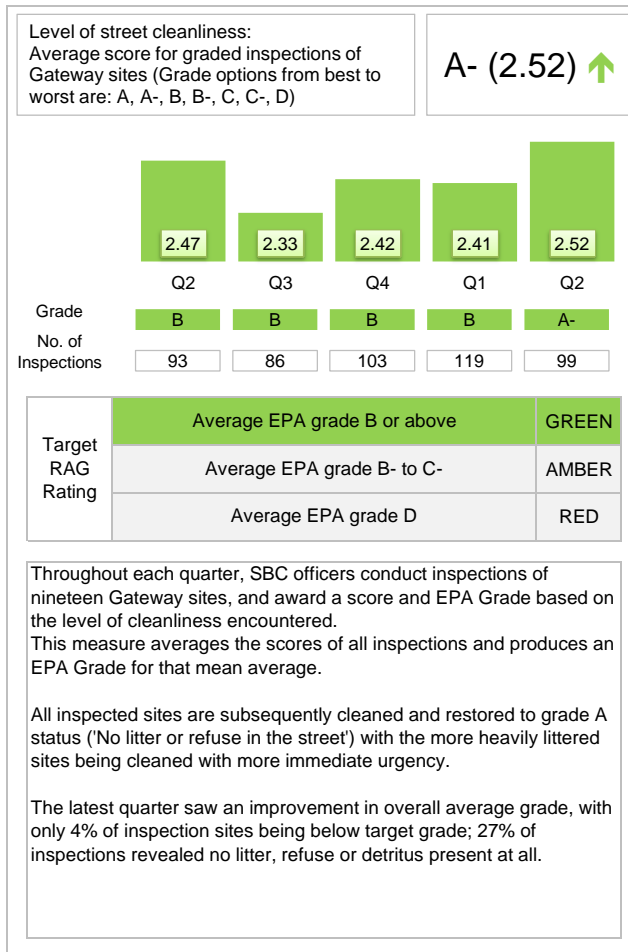 Level of street cleanliness:
Average score for graded inspections of
Gateway sites (Grade options from best to
worst are: A, A-, B, B-, C, C-, D)
A- (2.52)
2.47 2.33 2.42 2.41 2.52
Q2 Q3 Q4 Q1 Q2
Grade B B B B A-
No. of
Inspections 93 86 103 119 99
Target
RAG
Rating
Average EPA grade B or above GREEN
Average EPA grade B- to C- AMBER
Average EPA grade D RED
Throughout each quarter, SBC officers conduct inspections of
nineteen Gateway sites, and award a score and EPA Grade based on
the level of cleanliness encountered.
This measure averages the scores of all inspections and produces an
EPA Grade for that mean average.
All inspected sites are subsequently cleaned and restored to grade A
status ('No litter or refuse in the street') with the more heavily littered
sites being cleaned with more immediate urgency.
The latest quarter saw an improvement in overall average grade, with
only 4% of inspection sites being below target grade; 27% of
inspections revealed no litter, refuse or detritus present at all.